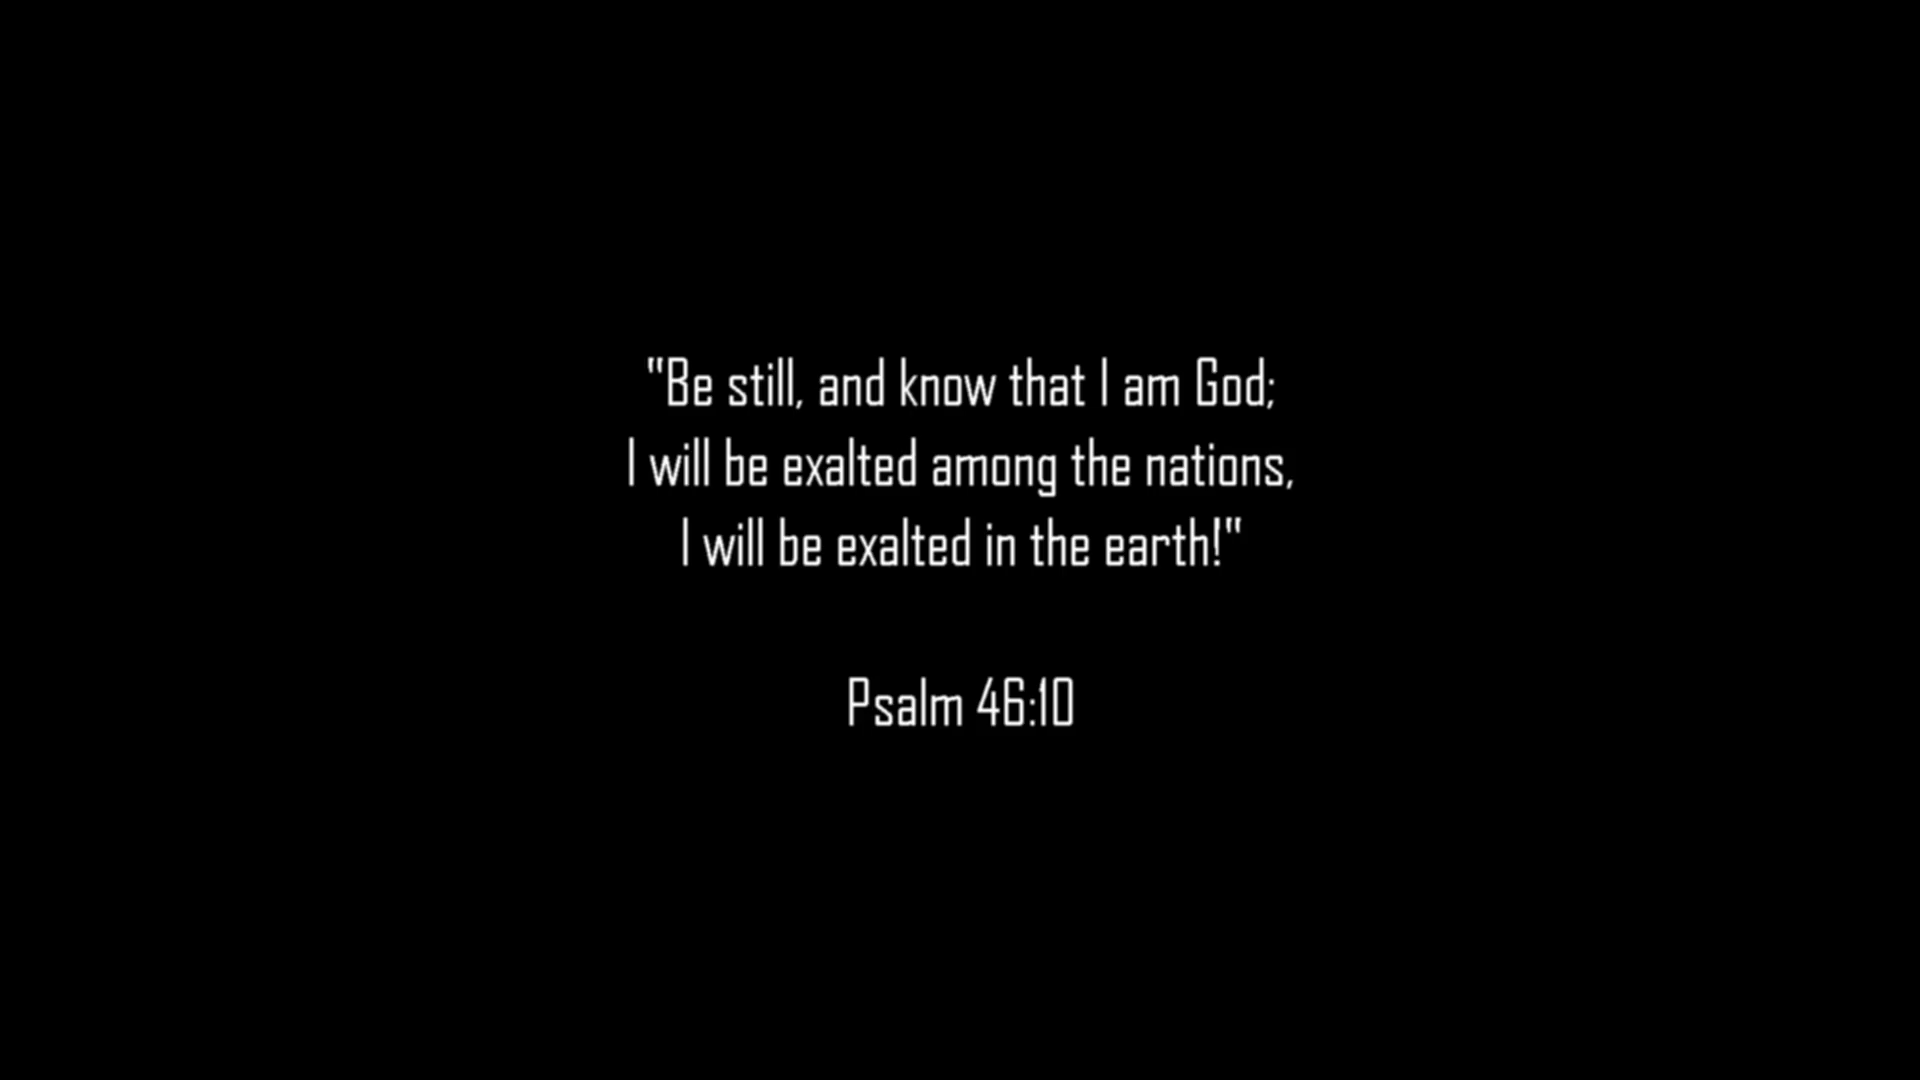 "Be still, and know that I am God;
I will be exalted among the nations,
I will be exalted in the earth!"
Psalm 46:10